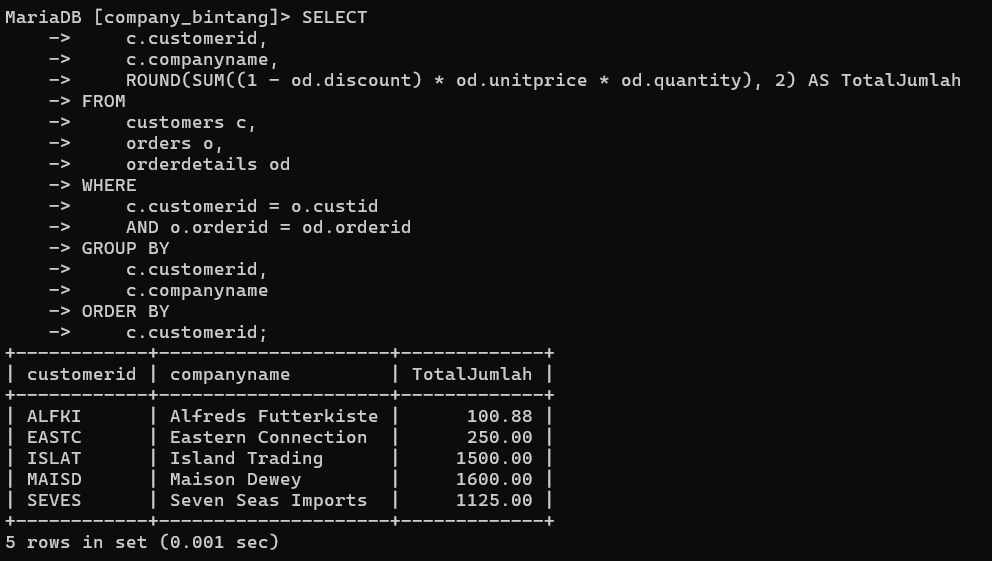 MariaDB [company_bintang]> SELECT
    ->     c.customerid,
    ->     c.companyname,
    ->     ROUND(SUM((1 - od.discount) * od.unitprice * od.quantity), 2) AS TotalJumlah
    -> FROM
    ->     customers c,
    ->     orders o,
    ->     orderdetails od
    -> WHERE
    ->     c.customerid = o.custid
    ->     AND o.orderid = od.orderid
    -> GROUP BY
    ->     c.customerid,
    ->     c.companyname
    -> ORDER BY
    ->     c.customerid;
+------------+---------------------+-------------+
| customerid | companyname         | TotalJumlah |
+------------+---------------------+-------------+
| ALFKI      | Alfreds Futterkiste |      100.88 |
| EASTC      | Eastern Connection  |      250.00 |
| ISLAT      | Island Trading      |     1500.00 |
| MAISD      | Maison Dewey        |     1600.00 |
| SEVES      | Seven Seas Imports  |     1125.00 |
+------------+---------------------+-------------+
5 rows in set (0.001 sec)